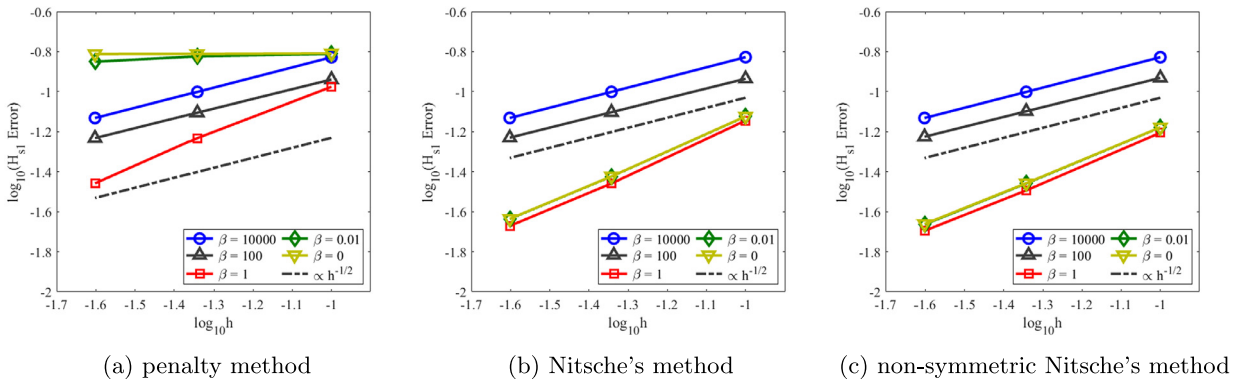 -0.6
-0.8
-1
-1.2
-1.4
-1.6
-1.8
-2
log10(Hs1 Error)
β = 10000
β = 100
β = 1
β = 0.01
β = 0
∝ h-1/2
-1.7 -1.6 -1.5 -1.4 -1.3 -1.2 -1.1 -1 -0.9
log10h
(a) penalty method
-0.6
-0.8
-1
-1.2
-1.4
-1.6
-1.8
-2
log10(Hs1 Error)
β = 10000
β = 100
β = 1
β = 0.01
β = 0
∝ h-1/2
-1.7 -1.6 -1.5 -1.4 -1.3 -1.2 -1.1 -1 -0.9
log10h
(b) Nitsche's method
-0.6
-0.8
-1
-1.2
-1.4
-1.6
-1.8
-2
log10(Hs1 Error)
β = 10000
β = 100
β = 1
β = 0.01
β = 0
∝ h-1/2
-1.7 -1.6 -1.5 -1.4 -1.3 -1.2 -1.1 -1 -0.9
log10h
(c) non-symmetric Nitsche's method